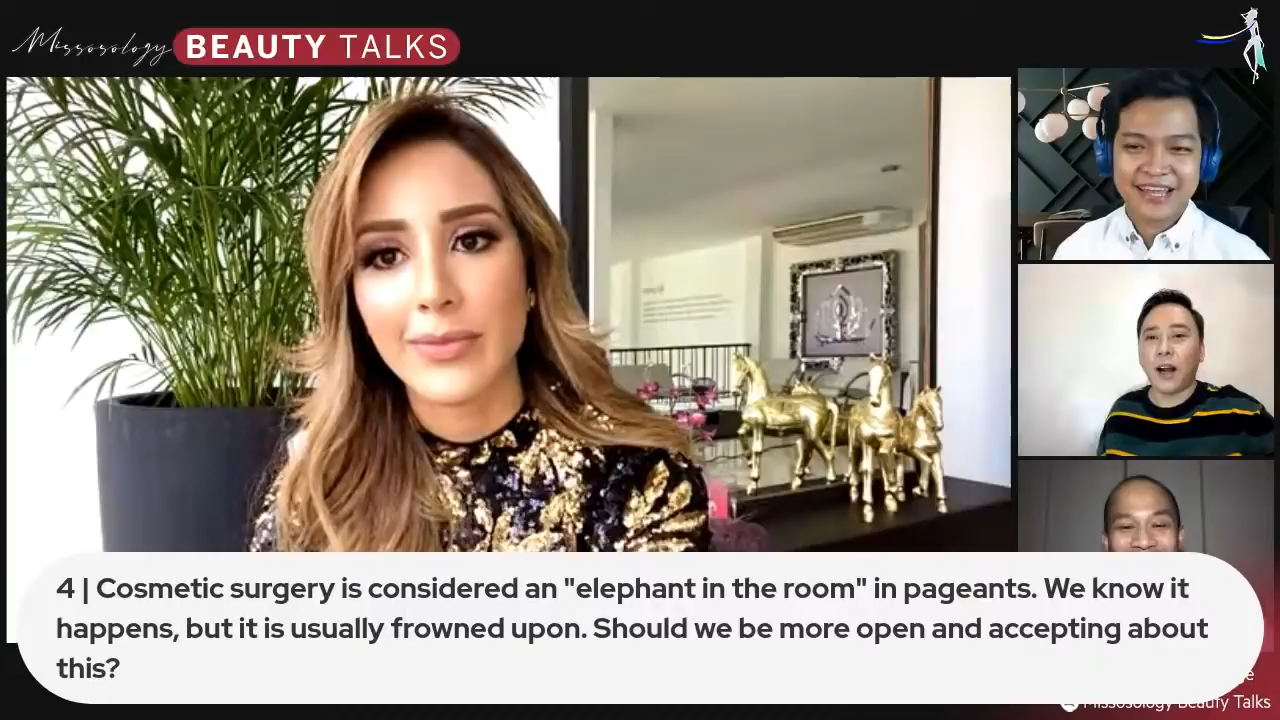 Missosology BEAUTY TALKS
4 | Cosmetic surgery is considered an "elephant in the room" in pageants. We know it
happens, but it is usually frowned upon. Should we be more open and accepting about
this?
Missosology Beauty Talks